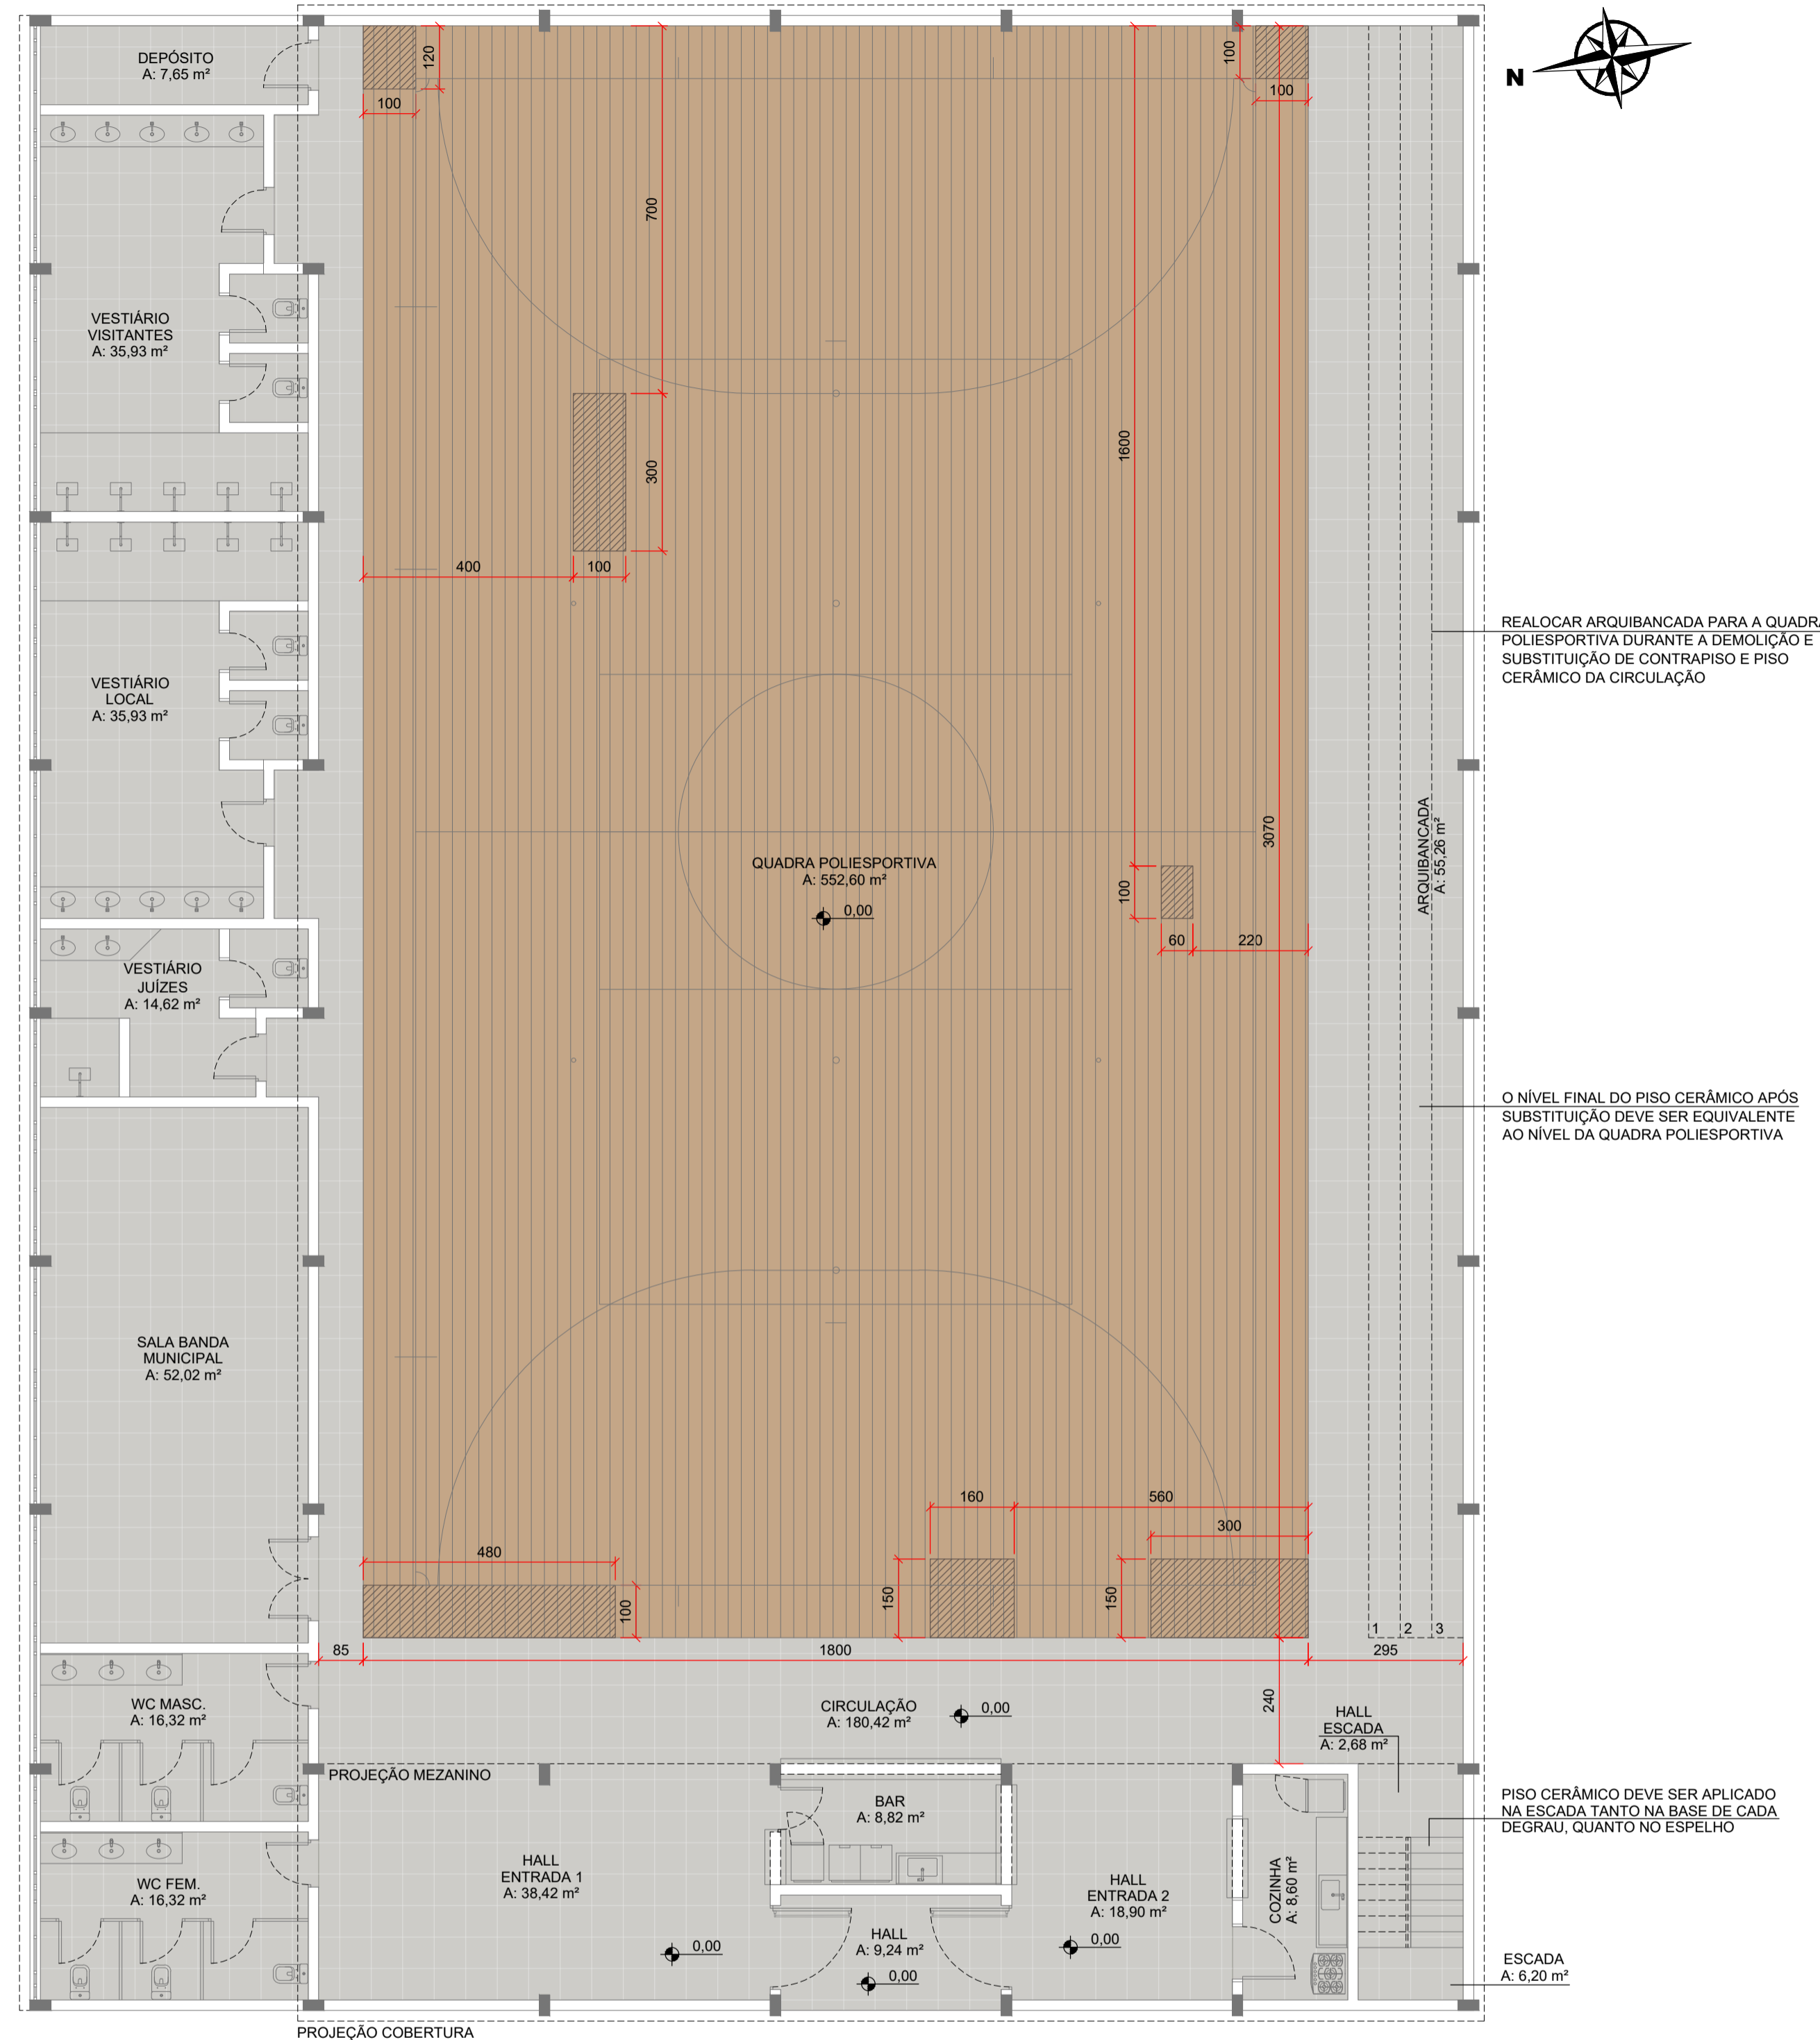 DEPÓSITO
A: 7,65 m²
120
100
700
1600
100
100
N
VESTIÁRIO
VISITANTES
A: 35,93 m²
300
400
100
REALOCAR ARQUIBANCADA PARA A QUADRA
POLIESPORTIVA DURANTE A DEMOLIÇÃO E
SUBSTITUIÇÃO DE CONTRAPISO E PISO
CERÂMICO DA CIRCULAÇÃO
VESTIÁRIO
LOCAL
A: 35,93 m²
3070
ARQUIBANCADA
A: 55,26 m²
QUADRA POLIESPORTIVA
A: 552,60 m²
0,00
100
60
220
VESTIÁRIO
JUÍZES
A: 14,62 m²
O NÍVEL FINAL DO PISO CERÂMICO APÓS
SUBSTITUIÇÃO DEVE SER EQUIVALENTE
AO NÍVEL DA QUADRA POLIESPORTIVA
SALA BANDA
MUNICIPAL
A: 52,02 m²
160
560
300
480
100
150
150
1 2 3
85
1800
295
240
WC MASC.
A: 16,32 m²
CIRCULAÇÃO
A: 180,42 m²
0,00
HALL
ESCADA
A: 2,68 m²
PROJEÇÃO MEZANINO
BAR
A: 8,82 m²
PISO CERÂMICO DEVE SER APLICADO
NA ESCADA TANTO NA BASE DE CADA
DEGRAU, QUANTO NO ESPELHO
WC FEM.
A: 16,32 m²
HALL
ENTRADA 1
A: 38,42 m²
0,00
HALL
A: 9,24 m²
0,00
HALL
ENTRADA 2
A: 18,90 m²
0,00
COZINHA
A: 8,60 m²
ESCADA
A: 6,20 m²
PROJEÇÃO COBERTURA